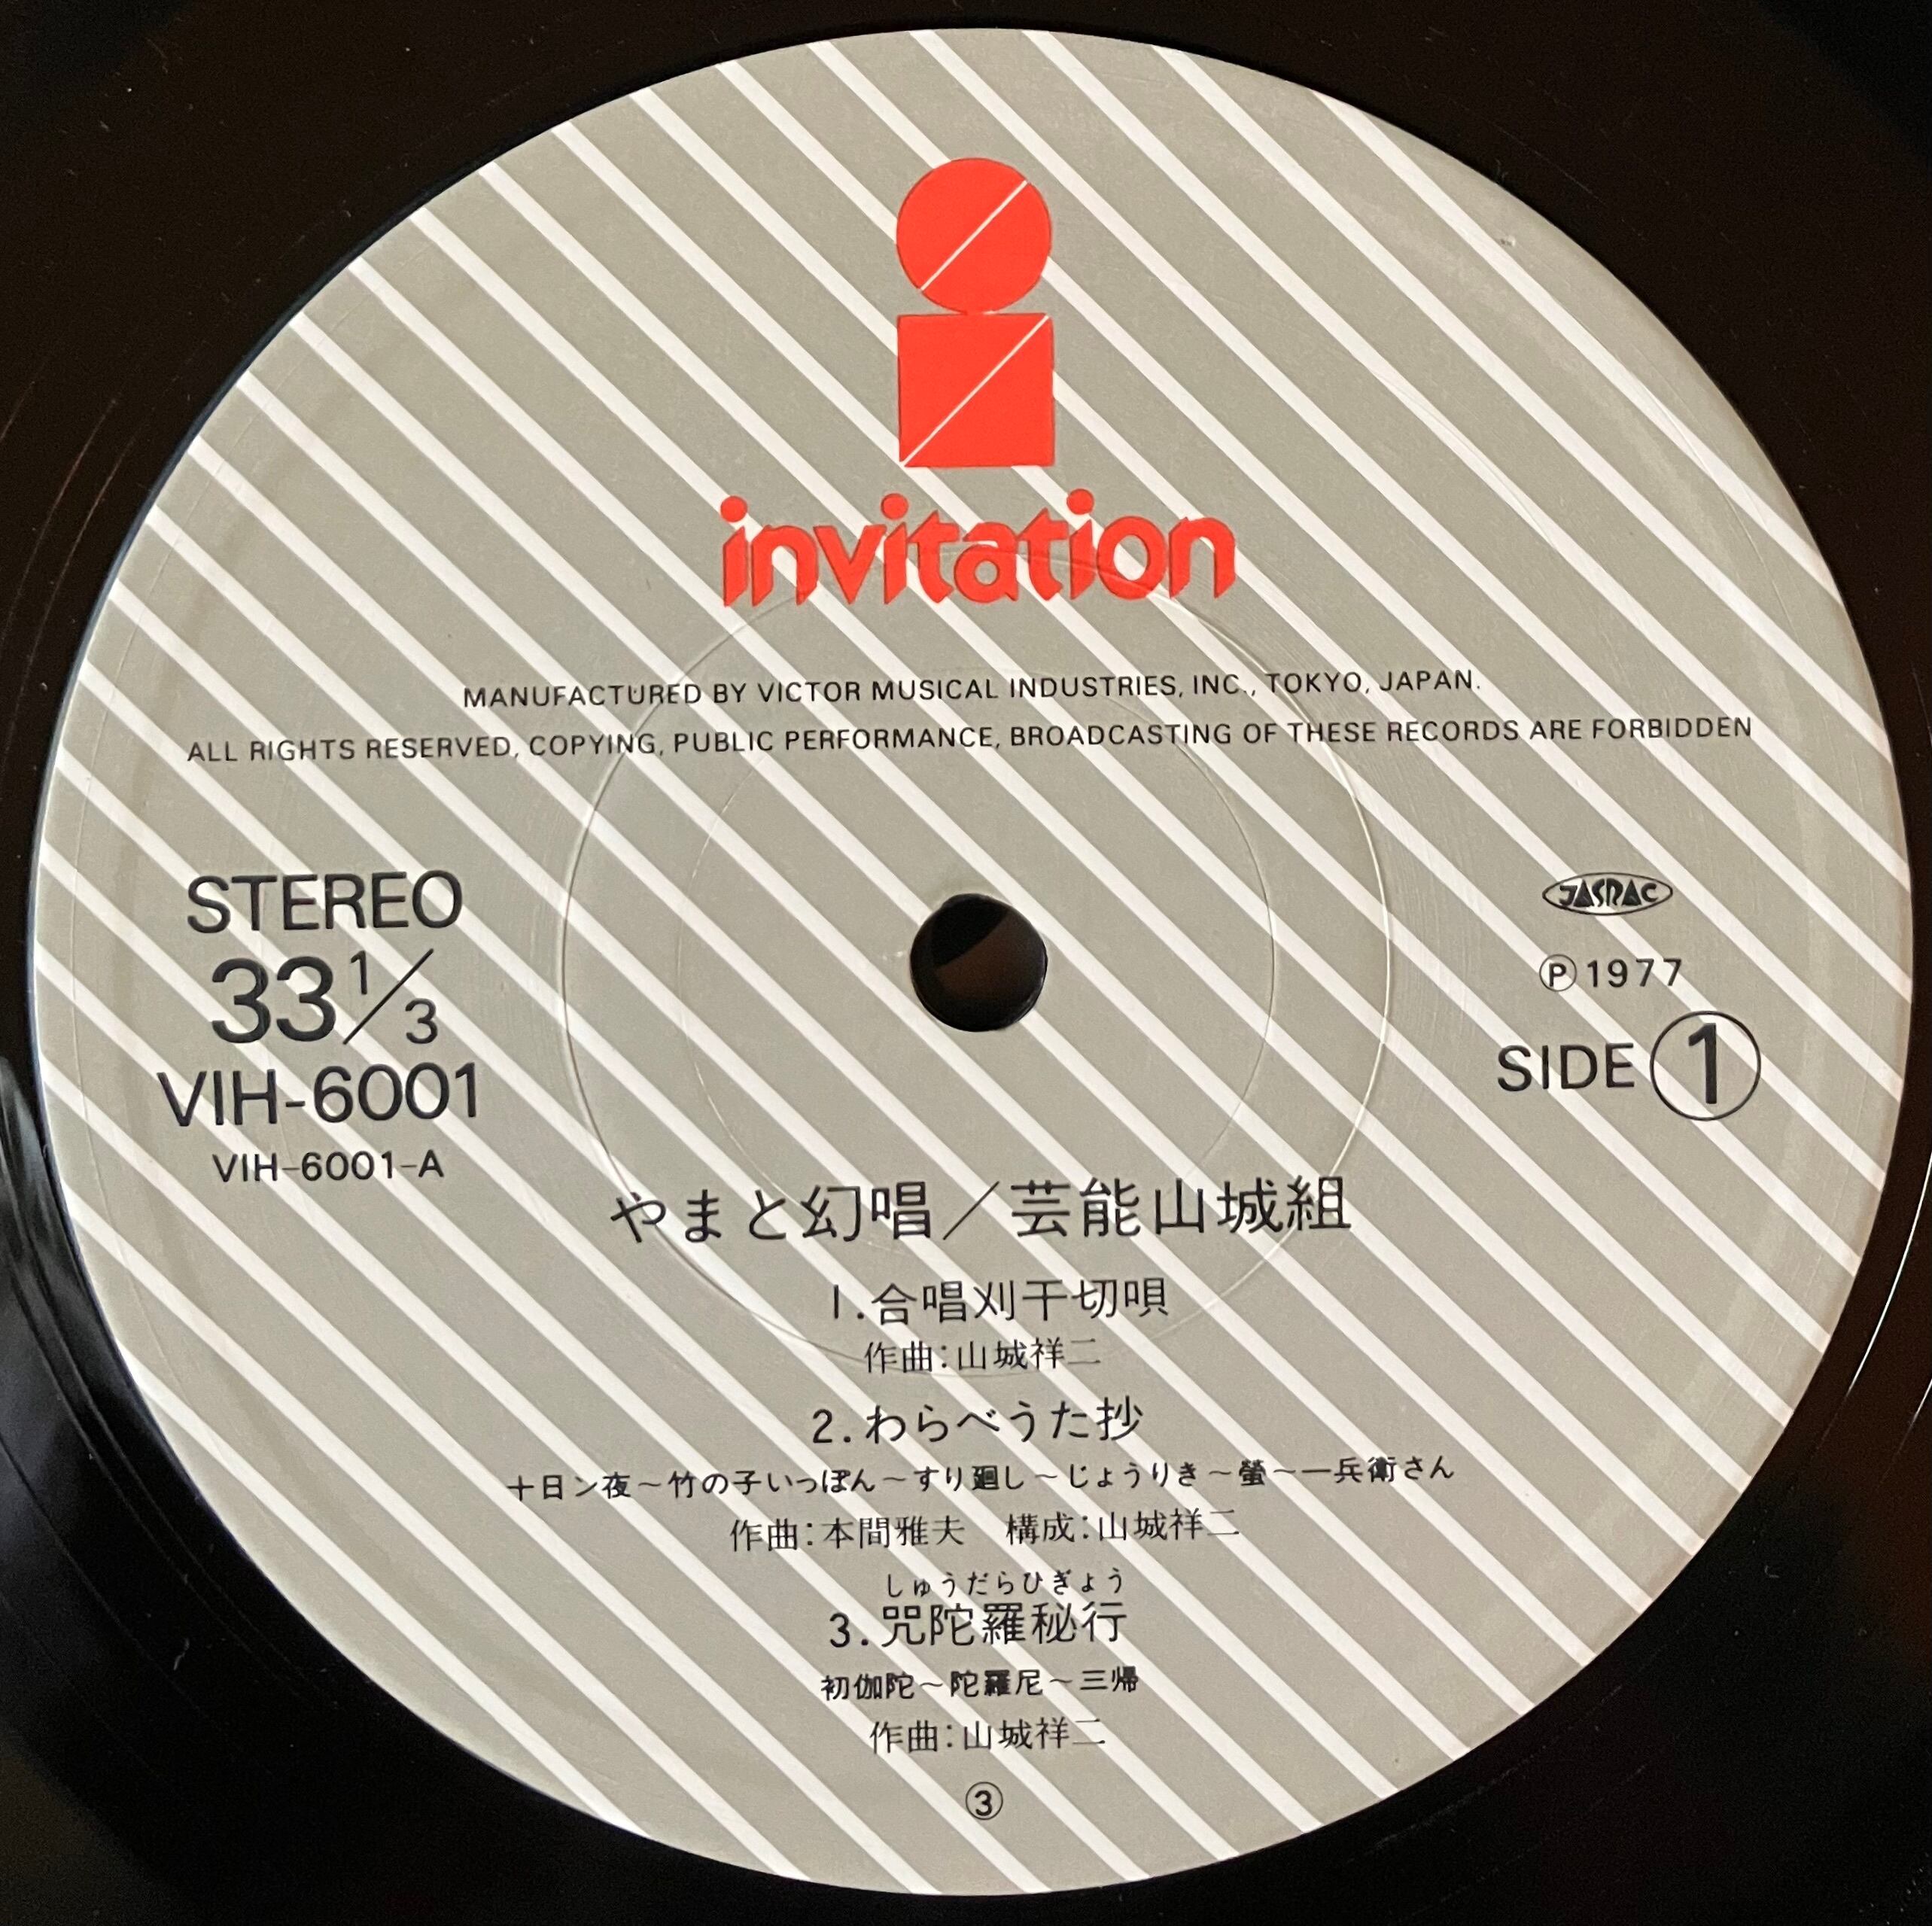 invitation
MANUFACTURED BY VICTOR MUSICAL INDUSTRIES, INC., TOKYO, JAPAN.
ALL RIGHTS RESERVED, COPYING, PUBLIC PERFORMANCE, BROADCASTING OF THESE RECORDS ARE FORBIDDEN
STEREO
33 1/3
VIH-6001
VIH-6001-A
JASRAC
Ⓟ1977
SIDE ①
やまと幻唱／芸能山城組
1.合唱刈干切唄
作曲:山城祥二
2.わらべうた抄
十日ン夜～竹の子いっぽん～すり廻し～じょうりき～螢～一兵衛さん
作曲:本間雅夫 構成:山城祥二
しゅうだらひぎょう
3.咒陀羅秘行
初伽陀～陀羅尼～三帰
作曲:山城祥二
③